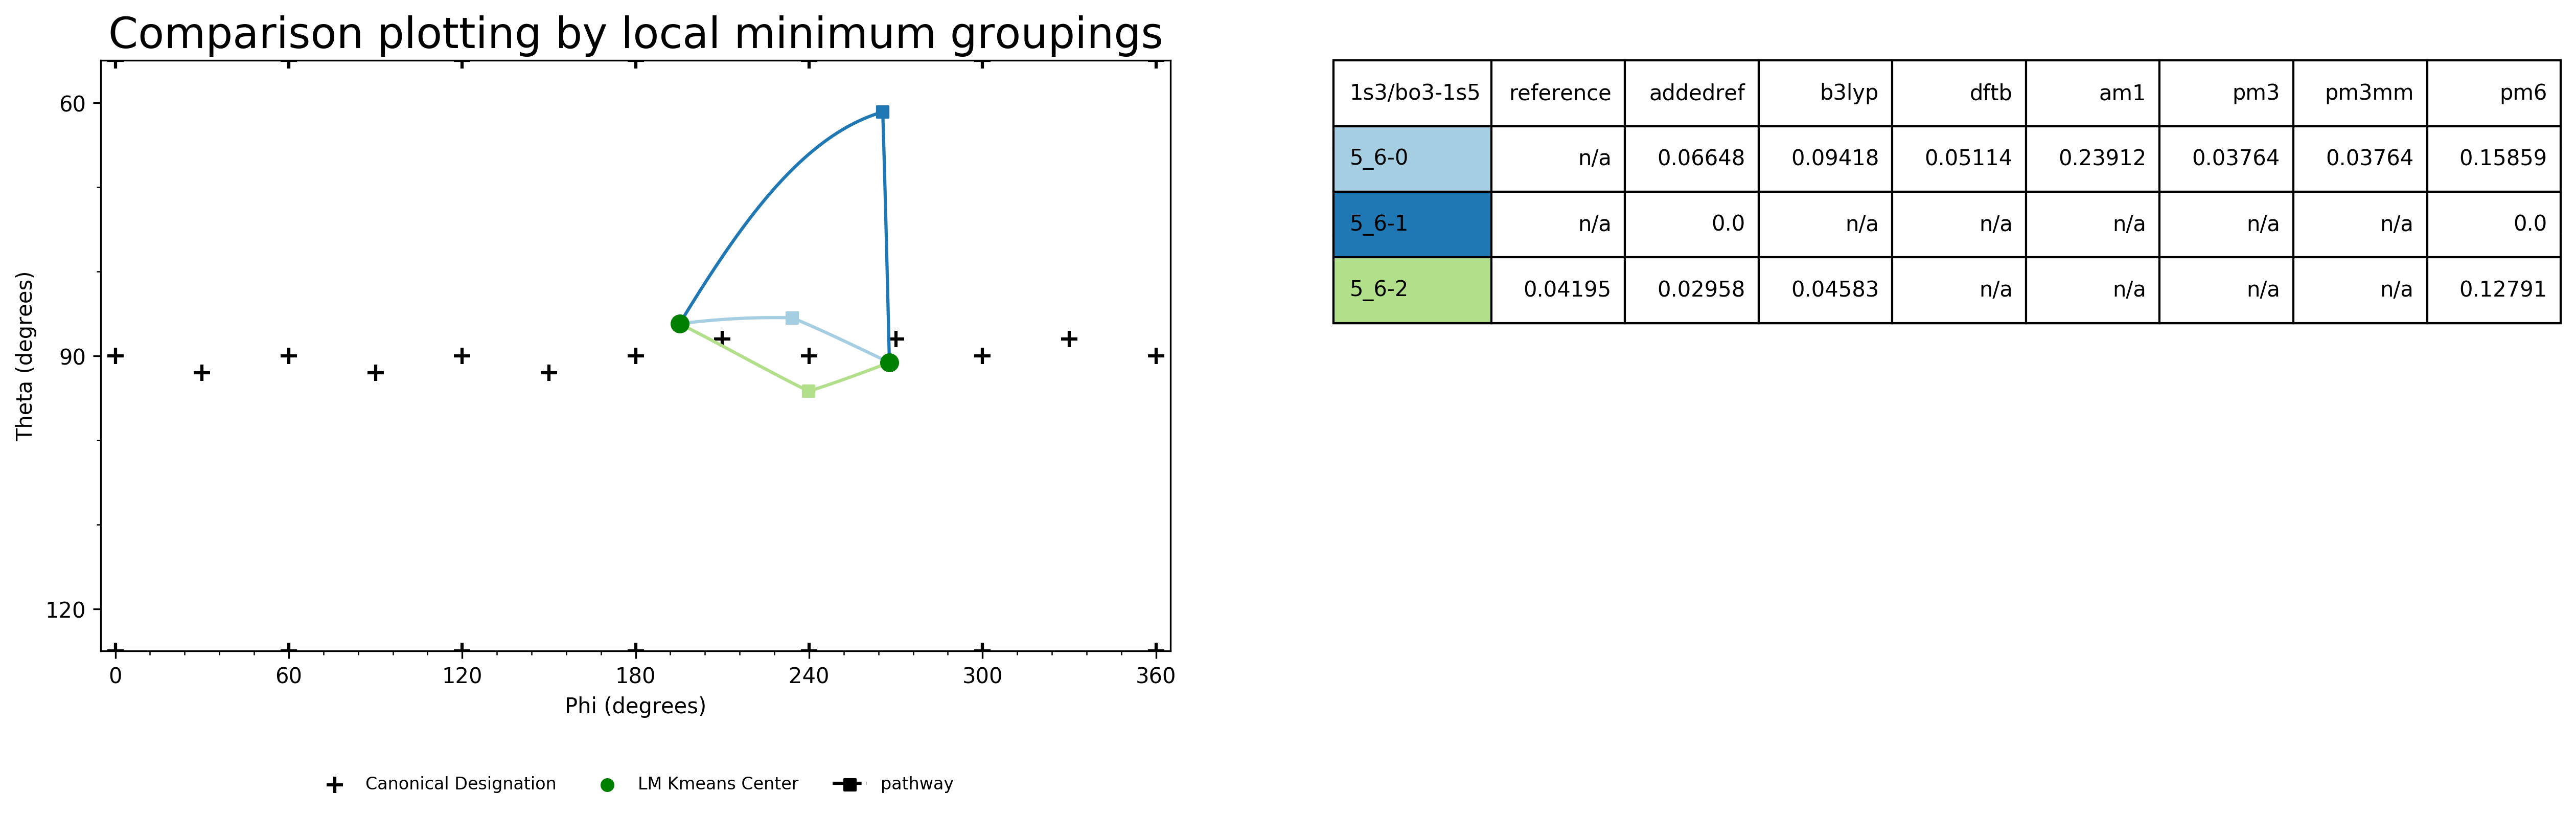 Comparison plotting by local minimum groupings
60
90
120
Theta (degrees)
0 60 120 180 240 300 360
Phi (degrees)
Canonical Designation LM Kmeans Center pathway
1s3/bo3-1s5 reference addedref b3lyp dftb am1 pm3 pm3mm pm6
5_6-0 n/a 0.06648 0.09418 0.05114 0.23912 0.03764 0.03764 0.15859
5_6-1 n/a 0.0 n/a n/a n/a n/a n/a 0.0
5_6-2 0.04195 0.02958 0.04583 n/a n/a n/a n/a 0.12791